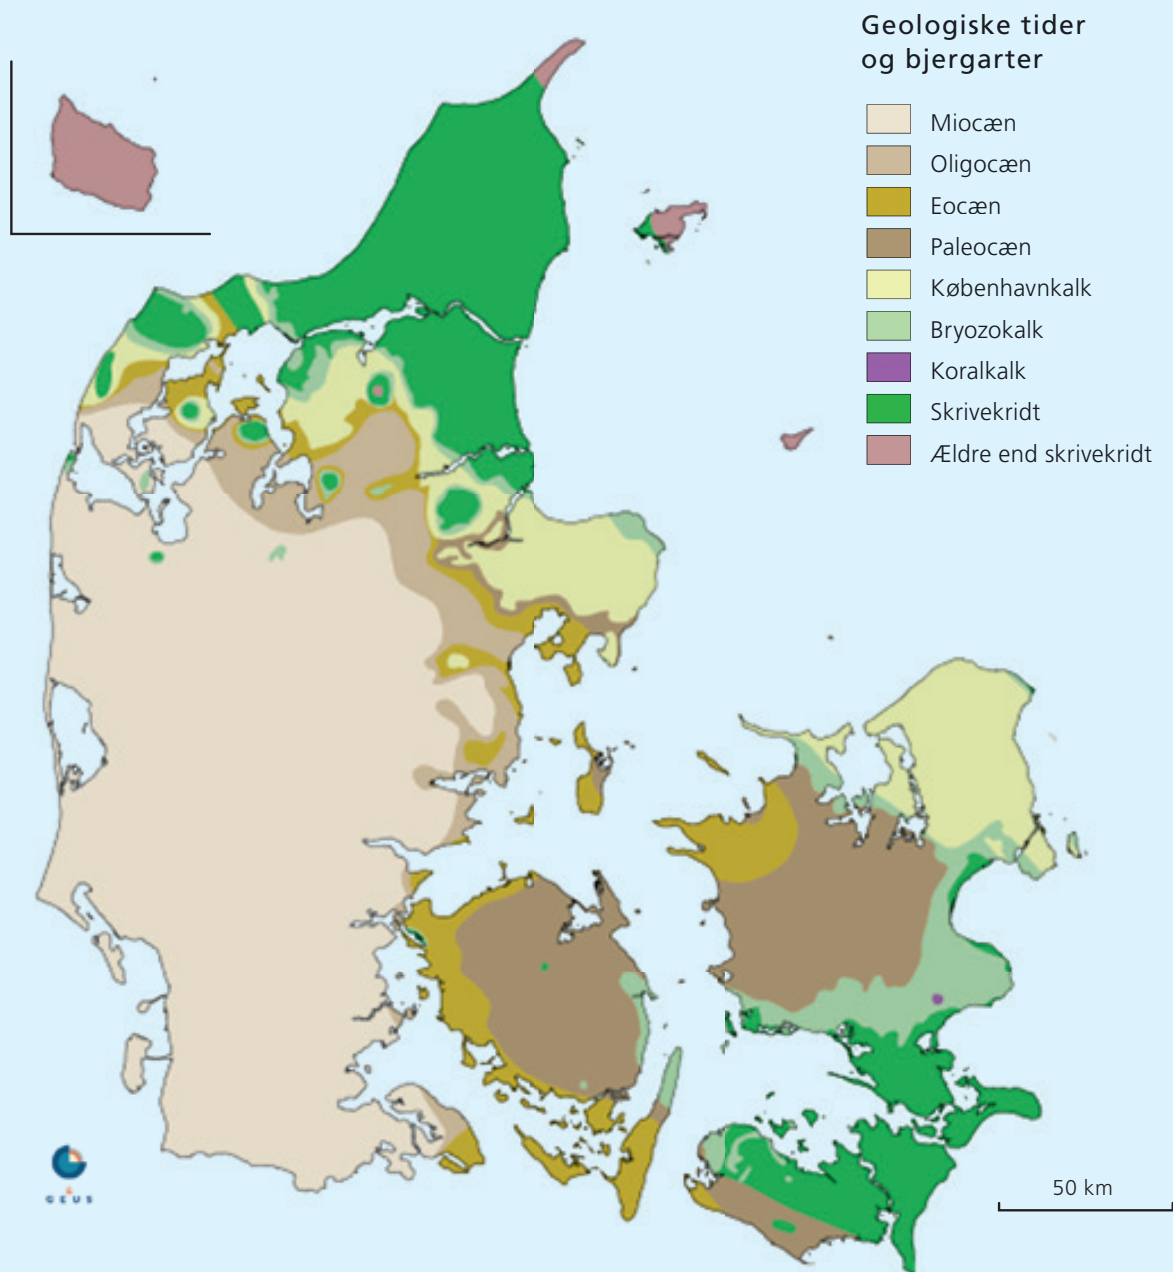 Geologiske tider
og bjergarter
Miocæn
Oligocæn
Eocæn
Paleocæn
Københavnkalk
Bryozokalk
Koralkalk
Skrivekridt
Ældre end skrivekridt
50 km
GEUS